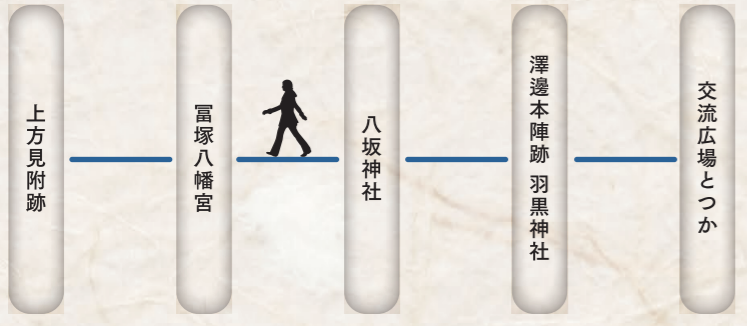 上方見附跡
冨塚八幡宮
八坂神社
澤邊本陣跡 羽黒神社
交流広場とつか